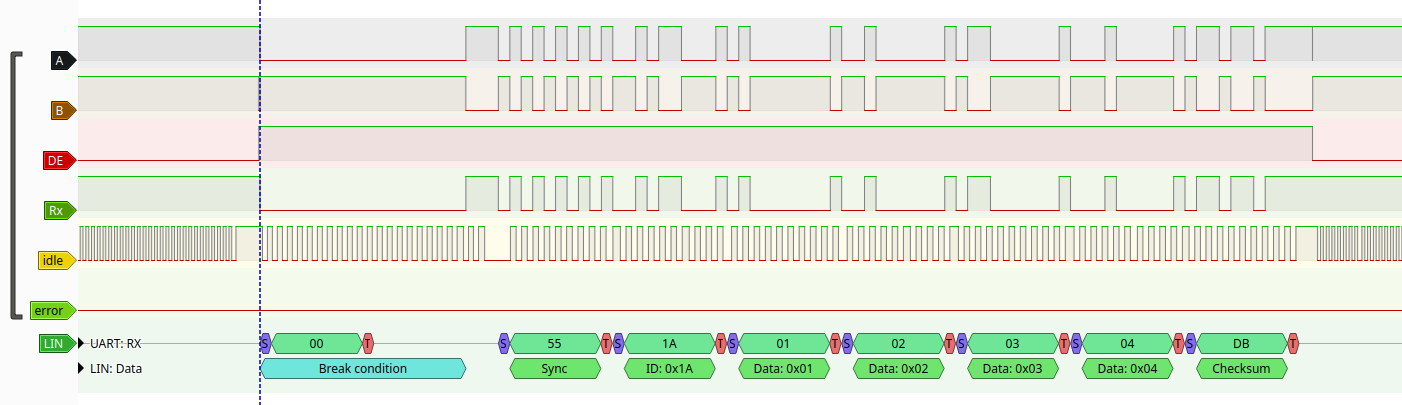 A
B
DE
Rx
idle
error
LIN UART: RX S 00 T S 55 T S 1A T S 01 T S 02 T S 03 T S 04 T S DB T
LIN: Data Break condition Sync ID: 0x1A Data: 0x01 Data: 0x02 Data: 0x03 Data: 0x04 Checksum